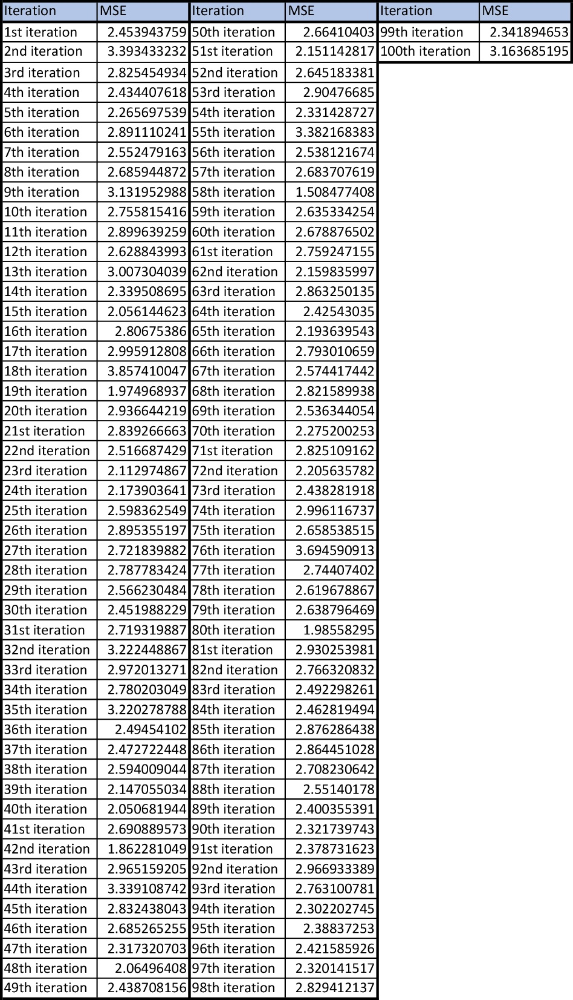 Iteration MSE Iteration MSE Iteration MSE
1st iteration 2.453943759 50th iteration 2.66410403 99th iteration 2.341894653
2nd iteration 3.393433232 51st iteration 2.151142817 100th iteration 3.163685195
3rd iteration 2.825454934 52nd iteration 2.645183381
4th iteration 2.434407618 53rd iteration 2.90476685
5th iteration 2.265697539 54th iteration 2.331428727
6th iteration 2.891110241 55th iteration 3.382168383
7th iteration 2.552479163 56th iteration 2.538121674
8th iteration 2.685944872 57th iteration 2.683707619
9th iteration 3.131952988 58th iteration 1.508477408
10th iteration 2.755815416 59th iteration 2.635334254
11th iteration 2.899639259 60th iteration 2.678876502
12th iteration 2.628843993 61st iteration 2.759247155
13th iteration 3.007304039 62nd iteration 2.159835997
14th iteration 2.339508695 63rd iteration 2.863250135
15th iteration 2.056144623 64th iteration 2.42543035
16th iteration 2.80675386 65th iteration 2.193639543
17th iteration 2.995912808 66th iteration 2.793010659
18th iteration 3.857410047 67th iteration 2.574417442
19th iteration 1.974968937 68th iteration 2.821589938
20th iteration 2.936644219 69th iteration 2.536344054
21st iteration 2.839266663 70th iteration 2.275200253
22nd iteration 2.516687429 71st iteration 2.825109162
23rd iteration 2.112974867 72nd iteration 2.205635782
24th iteration 2.173903641 73rd iteration 2.438281918
25th iteration 2.598362549 74th iteration 2.996116737
26th iteration 2.895355197 75th iteration 2.658538515
27th iteration 2.721839882 76th iteration 3.694590913
28th iteration 2.787783424 77th iteration 2.74407402
29th iteration 2.566230484 78th iteration 2.619678867
30th iteration 2.451988229 79th iteration 2.638796469
31st iteration 2.719319887 80th iteration 1.98558295
32nd iteration 3.222448867 81st iteration 2.930253981
33rd iteration 2.972013271 82nd iteration 2.766320832
34th iteration 2.780203049 83rd iteration 2.492298261
35th iteration 3.220278788 84th iteration 2.462819494
36th iteration 2.49454102 85th iteration 2.876286438
37th iteration 2.472722448 86th iteration 2.864451028
38th iteration 2.594009044 87th iteration 2.708230642
39th iteration 2.147055034 88th iteration 2.55140178
40th iteration 2.050681944 89th iteration 2.400355391
41st iteration 2.690889573 90th iteration 2.321739743
42nd iteration 1.862281049 91st iteration 2.378731623
43rd iteration 2.965159205 92nd iteration 2.966933389
44th iteration 3.339108742 93rd iteration 2.763100781
45th iteration 2.832438043 94th iteration 2.302202745
46th iteration 2.685265255 95th iteration 2.38837253
47th iteration 2.317320703 96th iteration 2.421585926
48th iteration 2.06496408 97th iteration 2.320141517
49th iteration 2.438708156 98th iteration 2.829412137